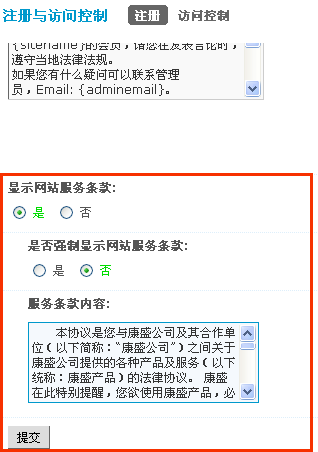 注册与访问控制 注册 访问控制
{sitename}的会员，请您在发表言论时，
遵守当地法律法规。
如果您有什么疑问可以联系管理
员，Email: {adminemail}。
显示网站服务条款:
是 否
是否强制显示网站服务条款:
是 否
服务条款内容:
本协议是您与康盛公司及其合作单
位（以下简称：“康盛公司”）之间关于
康盛公司提供的各种产品及服务（以下
统称：康盛产品）的法律协议。 康盛
在此特别提醒，您欲使用康盛产品，必
提交